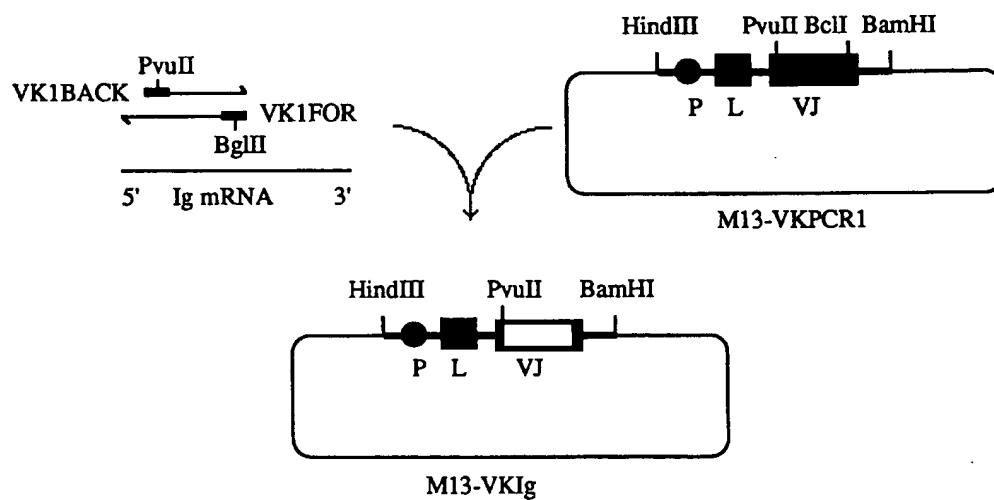 PvuII
VK1BACK
VK1FOR
BglII
5' Ig mRNA 3'
HindIII PvuII BclI BamHI
P L VJ
M13-VKPCR1
HindIII PvuII BamHI
P L VJ
M13-VKIg